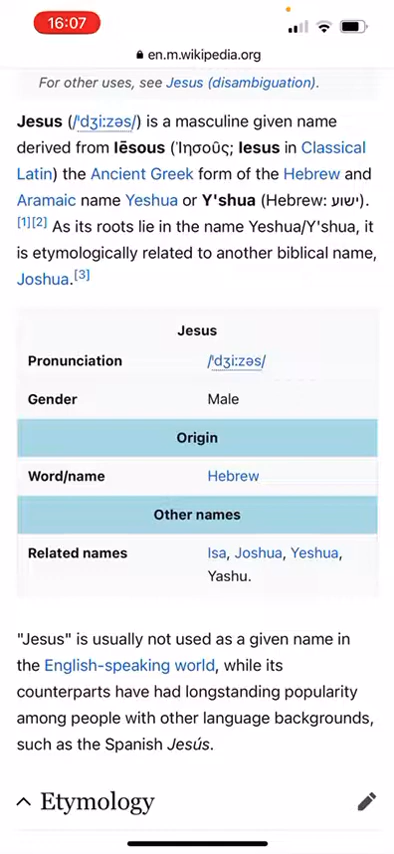 16:07
en.m.wikipedia.org
For other uses, see Jesus (disambiguation).
Jesus (/ˈdʒiːzəs/) is a masculine given name
derived from Iēsous (Ἰησοῦς; Iesus in Classical
Latin) the Ancient Greek form of the Hebrew and
Aramaic name Yeshua or Y'shua (Hebrew: ישוע).
[1][2] As its roots lie in the name Yeshua/Y'shua, it
is etymologically related to another biblical name,
Joshua.[3]
Jesus
Pronunciation /ˈdʒiːzəs/
Gender Male
Origin
Word/name Hebrew
Other names
Related names Isa, Joshua, Yeshua,
Yashu.
"Jesus" is usually not used as a given name in
the English-speaking world, while its
counterparts have had longstanding popularity
among people with other language backgrounds,
such as the Spanish Jesús.
Etymology